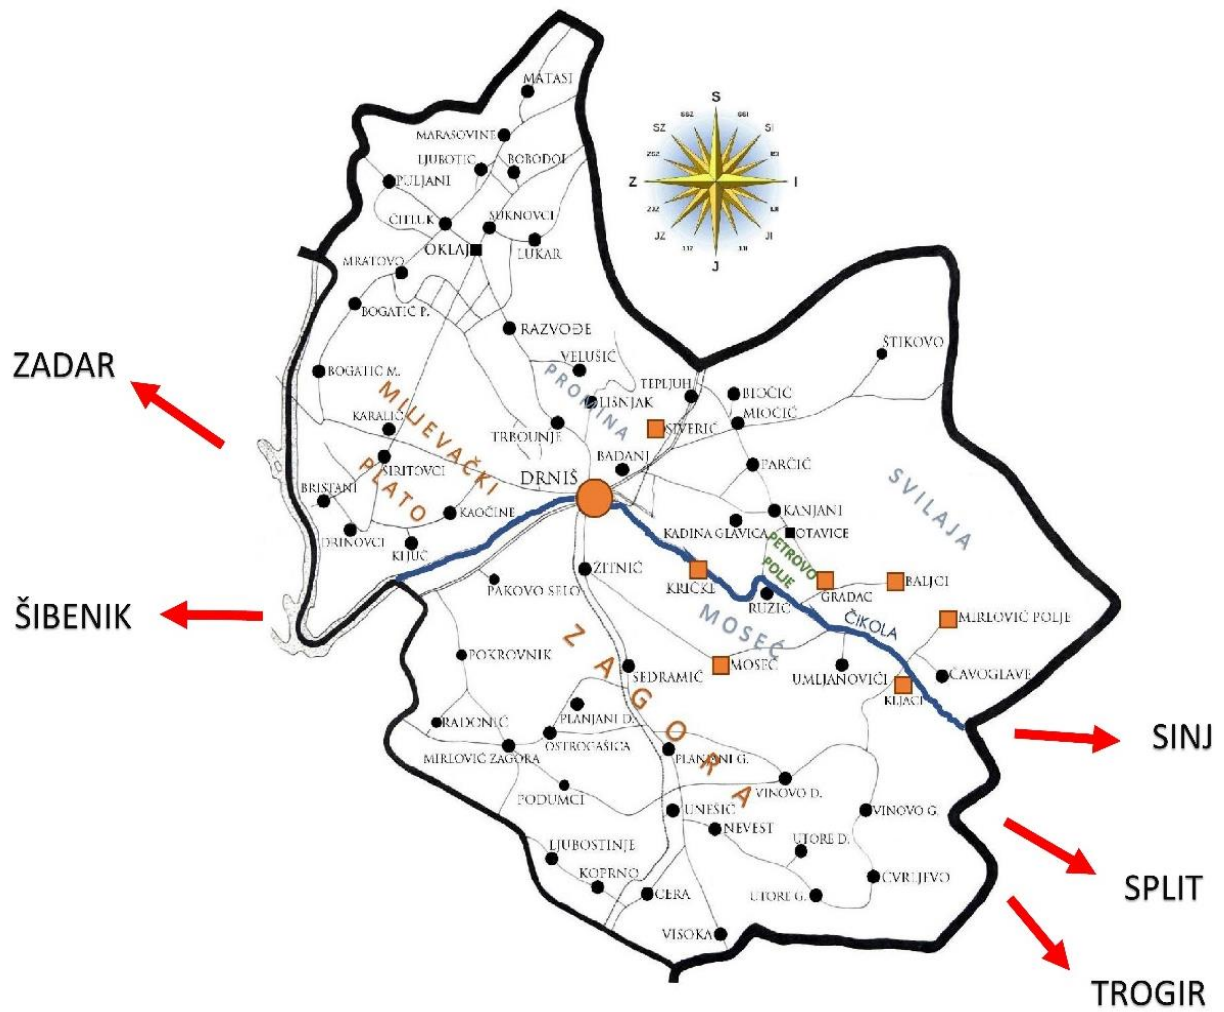 MATASI
S
SZ
SI
MARASOVINE
LJUBOTIĆ
BOBODOL
PULJANI
Z
I
ČITLUK
SUKNOVCI
JZ
JI
OKLAJ
LUKAR
J
MRATOVO
BOGATIĆ P.
RAZVOĐE
ŠTIKOVO
VELUŠIĆ
ZADAR
BOGATIĆ M.
PROMINA
TEPLJUH
BIOČIĆ
LIŠNJAK
MIOČIĆ
KARALIĆ
MILJEVAČKI
PLATO
TRBOUNJE
SIVERIĆ
ŠIRITOVCI
BADANJ
PARČIĆ
DRNIŠ
SVILAJA
BRIŠTANI
KAOČINE
KANJANI
DRINOVCI
KADINA GLAVICA
OTAVICE
KLJUČ
PETROVO
POLJE
ŽITNIĆ
PAKOVO SELO
KRIČKE
GRADAC
BALJCI
RUŽIĆ
ŠIBENIK
MOSEĆ
ČIKOLA
MIRLOVIĆ POLJE
ZAGORA
POKROVNIK
SEDRAMIĆ
MOSEĆ
UMLJANOVIĆI
ČAVOGLAVE
KLJACI
RADONIĆ
PLANJANI D.
OSTROGAŠICA
SINJ
MIRLOVIĆ ZAGORA
PLANJANI G.
PODUMCI
VINOVO D.
UNEŠIĆ
VINOVO G.
NEVEST
LJUBOSTINJE
UTORE D.
KOPRNO
CERA
UTORE G.
CVRLJEVO
SPLIT
VISOKA
TROGIR